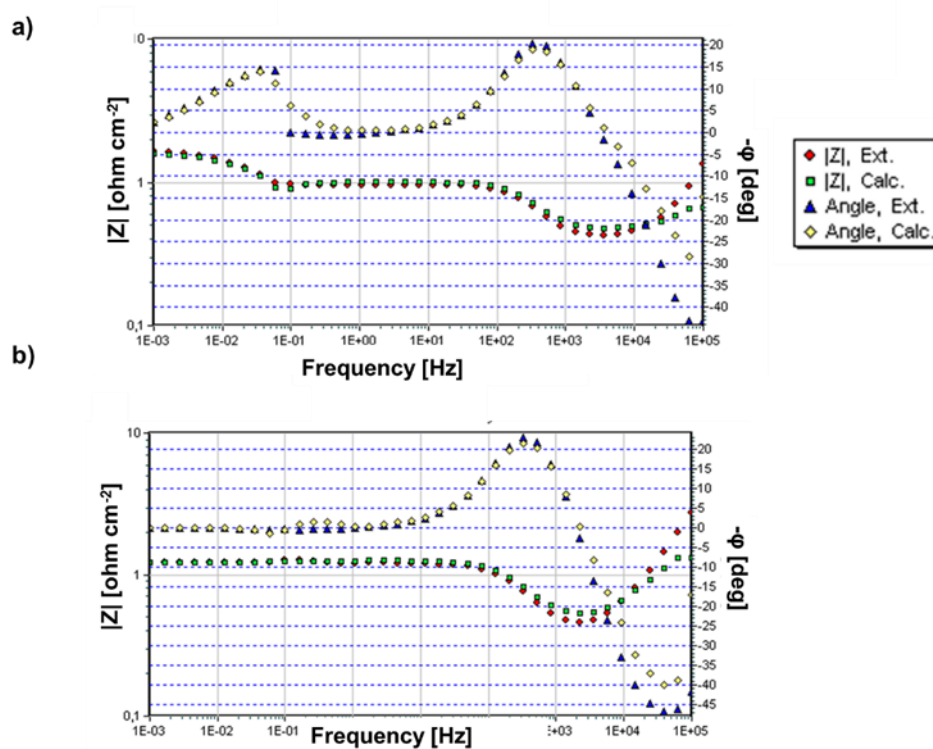 a)
|Z| [ohm cm-2]
0
1
0,1
20
15
10
5
0
-5
-10
-15
-20
-25
-30
-35
-40
-φ [deg]
1E-03
1E-02
1E-01
1E+00
1E+01
1E+02
1E+03
1E+04
1E+05
Frequency [Hz]
|Z|, Ext.
|Z|, Calc.
Angle, Ext.
Angle, Calc.
b)
|Z| [ohm cm-2]
10
1
0,1
20
15
10
5
0
-5
-10
-15
-20
-25
-30
-35
-40
-45
-φ [deg]
1E-03
1E-02
1E-01
E+03
1E+04
1E+05
Frequency [Hz]